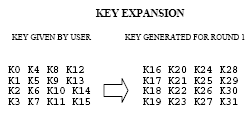 KEY EXPANSION
KEY GIVEN BY USER KEY GENERATED FOR ROUND 1
K0 K4 K8 K12 K16 K20 K24 K28
K1 K5 K9 K13 K17 K21 K25 K29
K2 K6 K10 K14 K18 K22 K26 K30
K3 K7 K11 K15 K19 K23 K27 K31